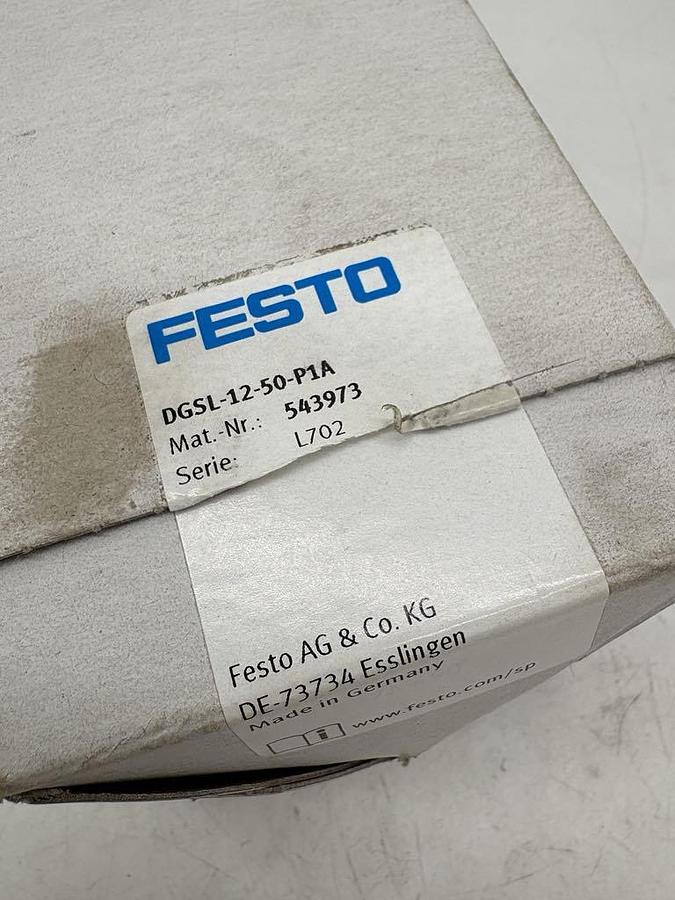 FESTO
DGSL-12-50-P1A
Mat.-Nr.: 543973
Serie: L702
Festo AG & Co. KG
DE-73734 Esslingen
Made in Germany
www.festo.com/sp